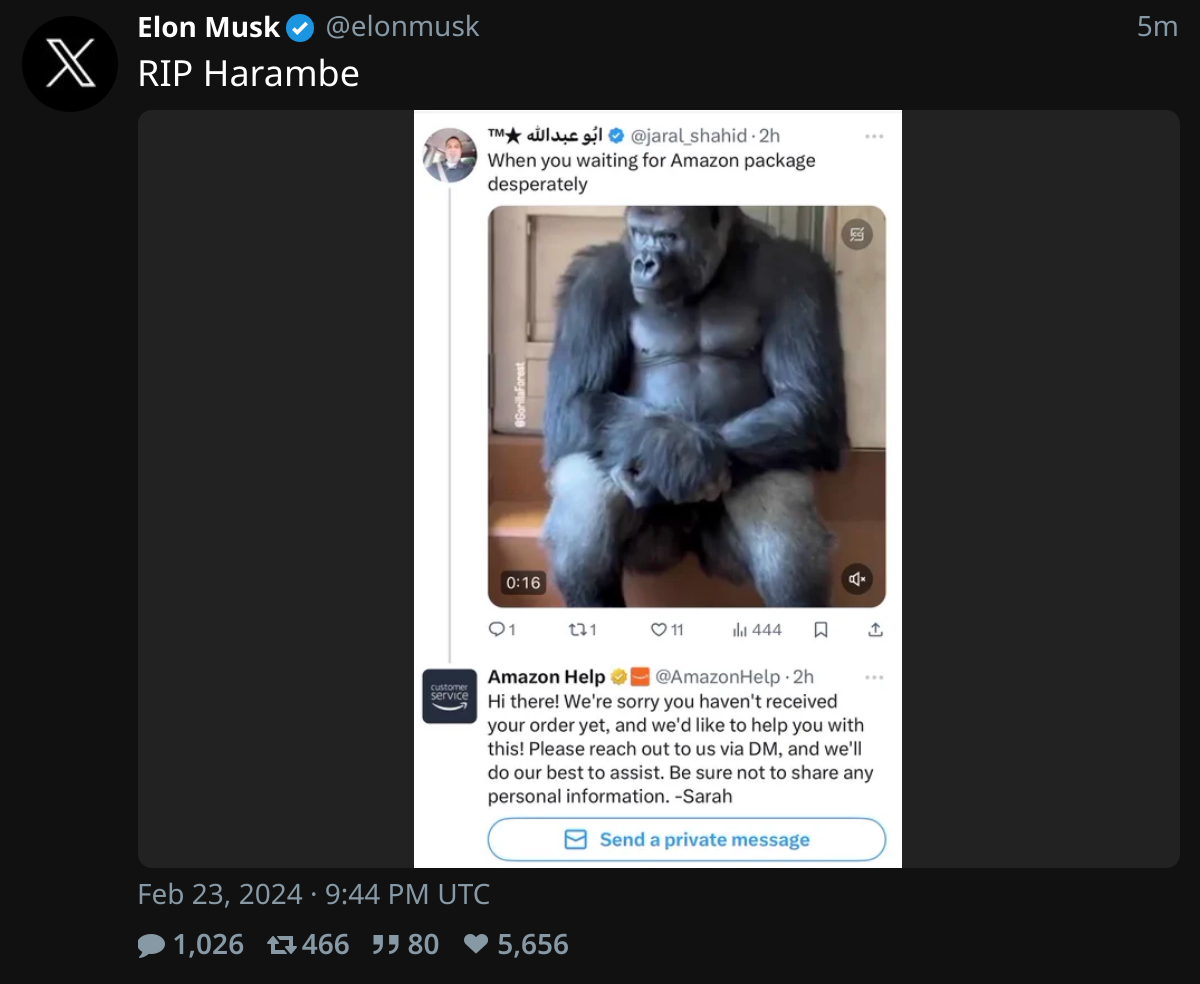 Elon Musk @elonmusk 5m
RIP Harambe
™★ ابُو عبدالله @jaral_shahid · 2h
When you waiting for Amazon package
desperately
@GorillaForest
0:16
1 1 11 444
Amazon Help @AmazonHelp · 2h
customer
service
Hi there! We're sorry you haven't received
your order yet, and we'd like to help you with
this! Please reach out to us via DM, and we'll
do our best to assist. Be sure not to share any
personal information. -Sarah
Send a private message
Feb 23, 2024 · 9:44 PM UTC
1,026 466 80 5,656